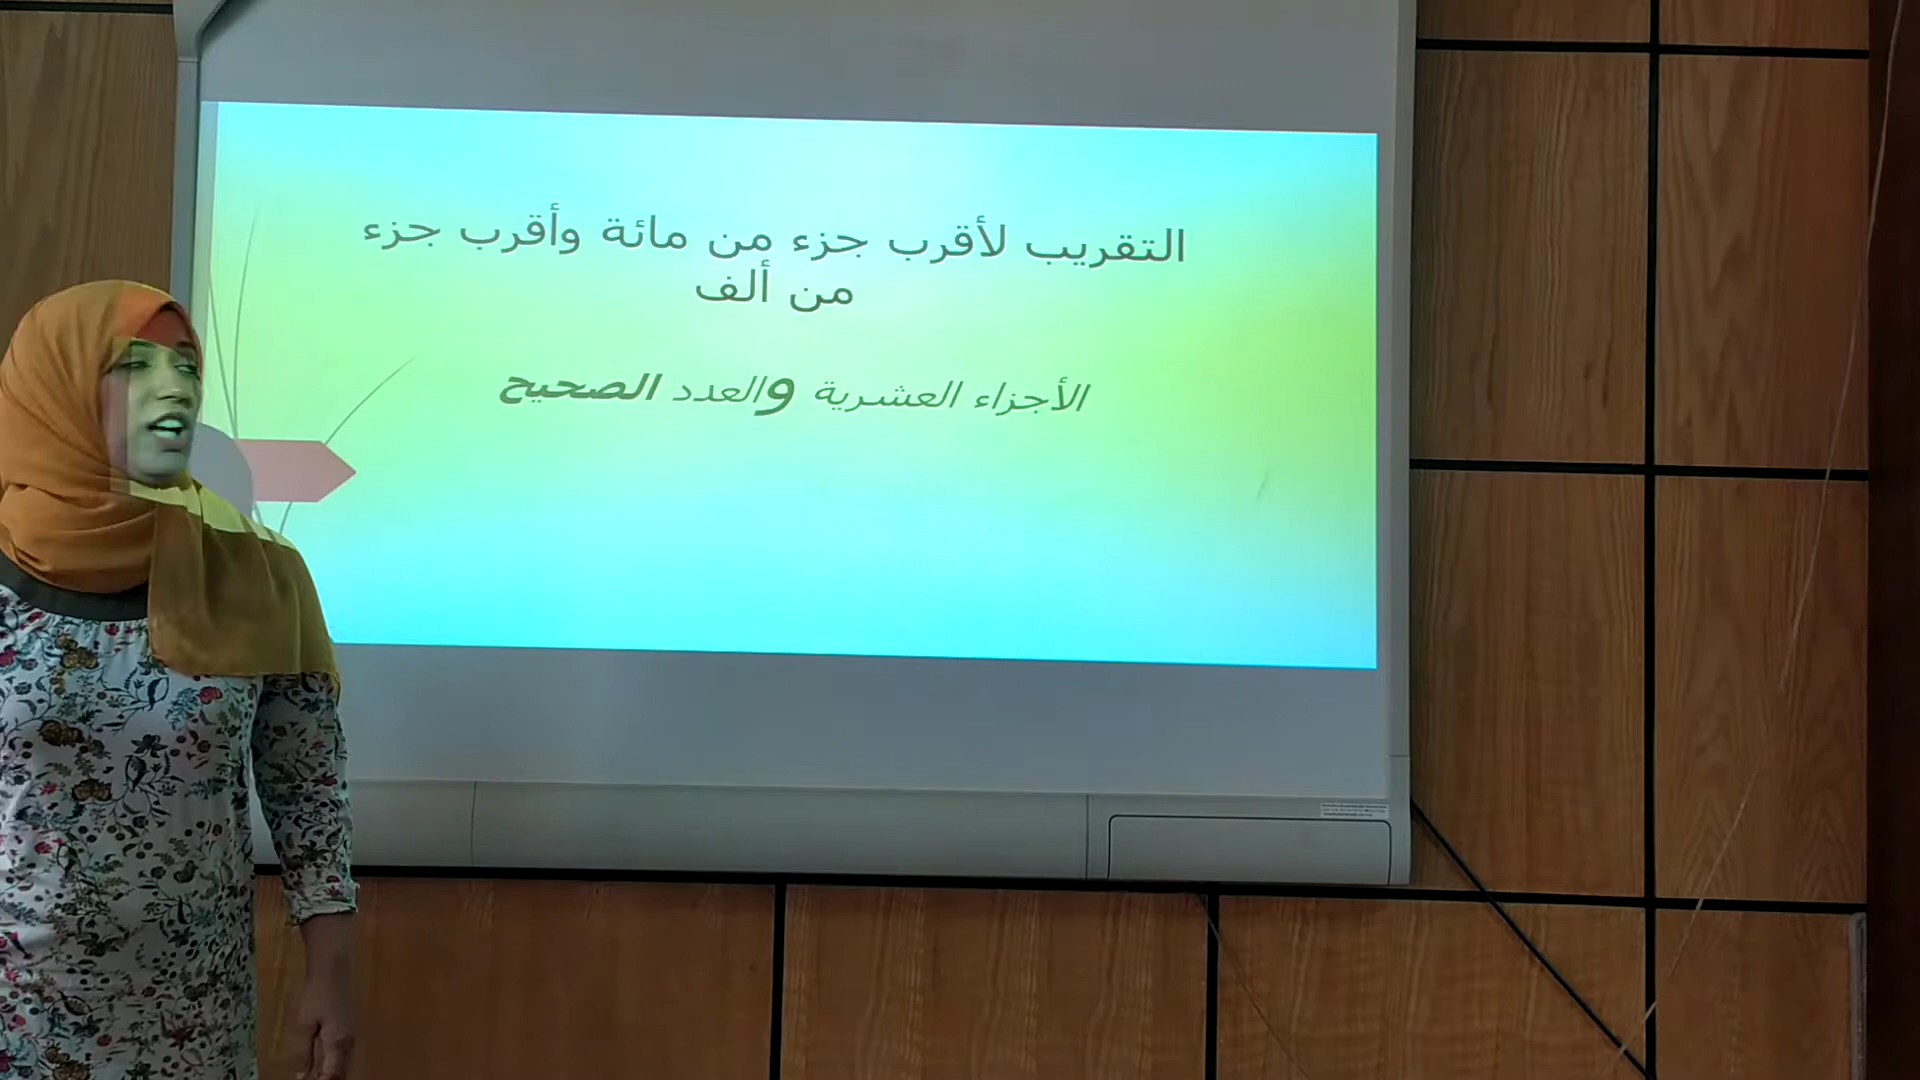 التقريب لأقرب جزء من مائة وأقرب جزء
من ألف
الأجزاء العشرية والعدد الصحيح